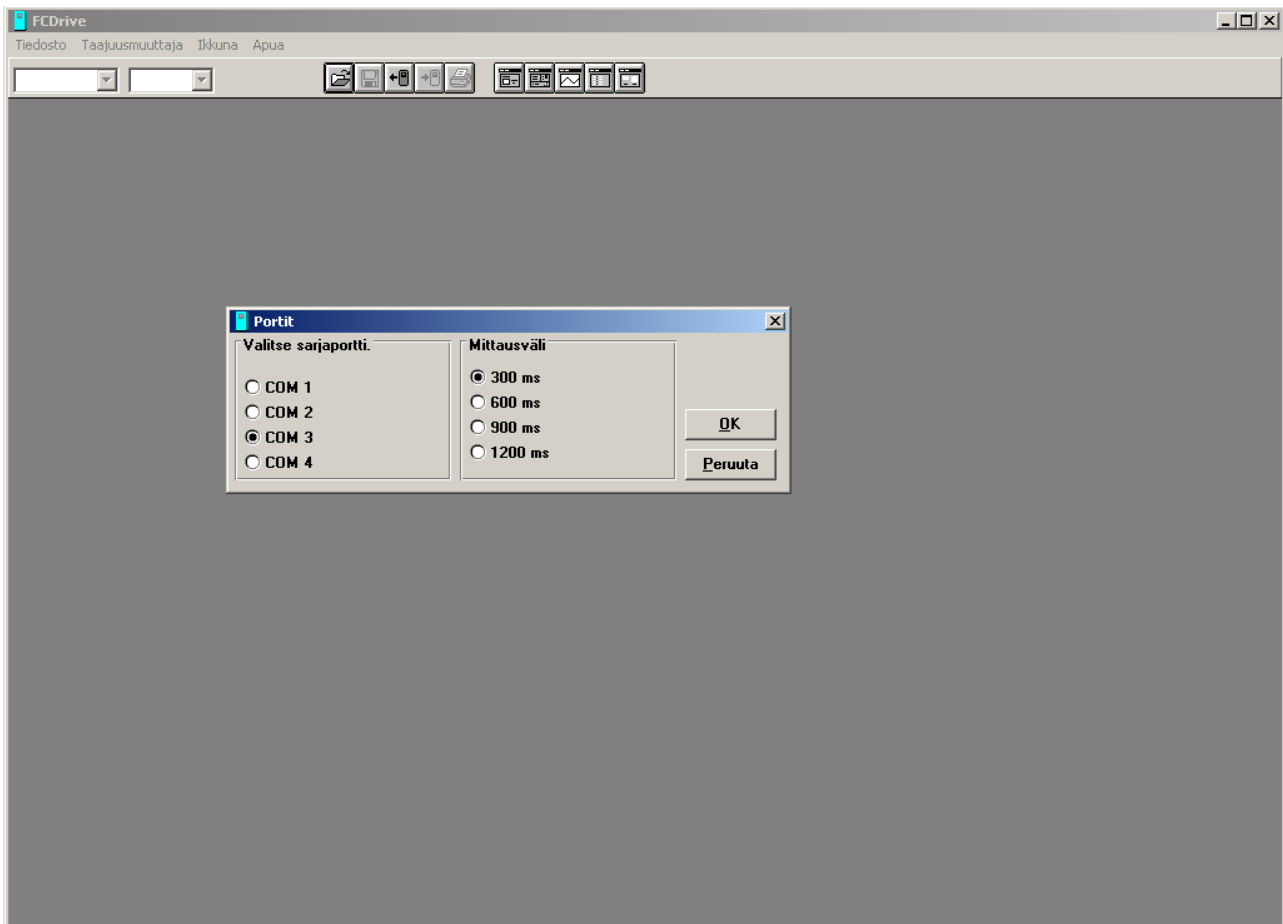 FCDrive
Tiedosto Taajuusmuuttaja Ikkuna Apua
Portit
Valitse sarjaportti.
COM 1
COM 2
COM 3
COM 4
Mittausväli
300 ms
600 ms
900 ms
1200 ms
OK
Peruuta